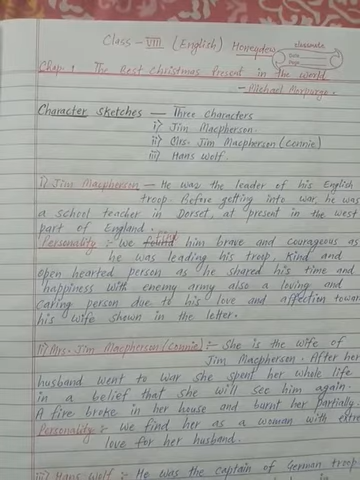 Class - VIII (English) Honeydew
classmate
Date
Page
Chap. 1 The Best Christmas Present in the world
- Michael Morpurgo
Character sketches — Three characters
i) Jim Macpherson
ii) Mrs. Jim Macpherson (Connie)
iii) Hans Wolf.
i) Jim Macpherson - He was the leader of his English
troop. Before getting into war, he was
a school teacher in Dorset, at present in the west
part of England.
Personality :- We find him brave and courageous as
he was leading his troop, kind and
open hearted person as he shared his time and
happiness with enemy army also a loving and
caring person due to his love and affection towar
his wife shown in the letter.
ii) Mrs. Jim Macpherson (Connie) :- She is the wife of
Jim Macpherson. After her
husband went to war she spent her whole life
in a belief that she will see him again.
A fire broke in her house and burnt her partially.
Personality :- we find her as a woman with extre
love for her husband.
iii) Hans Wolf :- He was the captain of German troop.